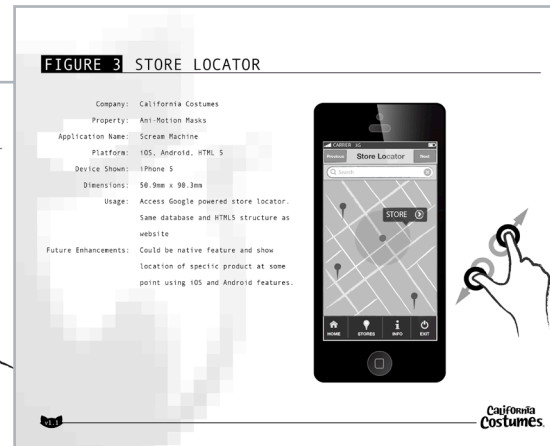 FIGURE 3 STORE LOCATOR
Company: California Costumes
Property: Ani-Motion Masks
Application Name: Scream Machine
Platform: iOS, Android, HTML 5
Device Shown: iPhone 5
Dimensions: 50.9mm x 90.3mm
Usage: Access Google powered store locator.
Same database and HTML5 structure as
website
Future Enhancements: Could be native feature and show
location of speciic product at some
point using iOS and Android features.
CARRIER 3G
Previous Store Locator Next
Search
STORE
HOME STORES INFO EXIT
v1.1
California
Costumes.